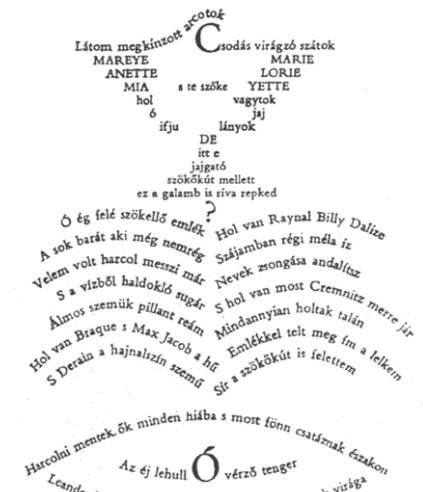 Látom megkínzott arcotok
Csodás virágzó szátok
MAREYE MARIE
ANETTE LORIE
MIA s te szőke YETTE
hol vagytok
ó jaj
ifju lányok
DE
itt e
jajgató
szökőkút mellett
ez a galamb is ríva repked
?
Ó ég felé szökellő emlék
A sok barát aki még nemrég
Velem volt harcol messzi már
S a vízből haldokló sugár
Álmos szemük pillant reám
Hol van Braque s Max Jacob a hű
S Derain a hajnalszín szemű
Hol van Raynal Billy Dalize
Szájamban régi méla íz
Nevek zsongása andalítsz
S hol van most Cremnitz merre jár
Mindannyian holtak talán
Emlékkel telt meg ím a lelkem
Sír a szökőkút is felettem
Harcolni mentek ők minden hiába s most fönn csatáznak északon
Az éj lehull Ó vérző tenger
virága